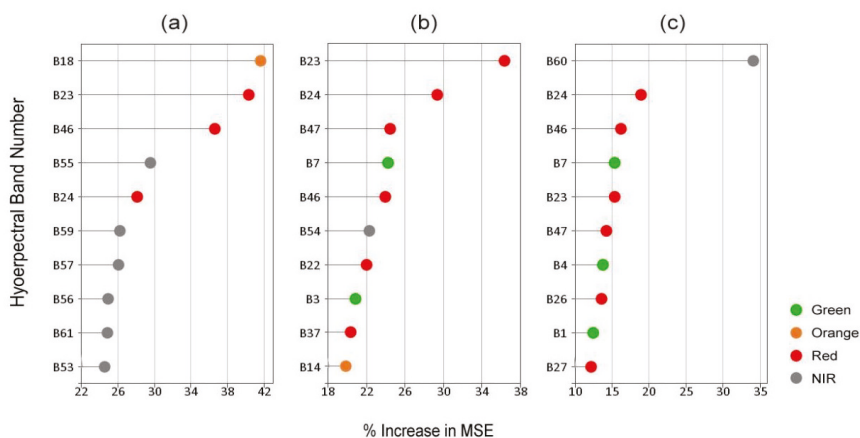 (a)
(b)
(c)
Hyoerpectral Band Number
B18
B23
B46
B55
B24
B59
B57
B56
B61
B53
22 26 30 34 38 42
B23
B24
B47
B7
B46
B54
B22
B3
B37
B14
18 22 26 30 34 38
B60
B24
B46
B7
B23
B47
B4
B26
B1
B27
10 15 20 25 30 35
Green
Orange
Red
NIR
% Increase in MSE